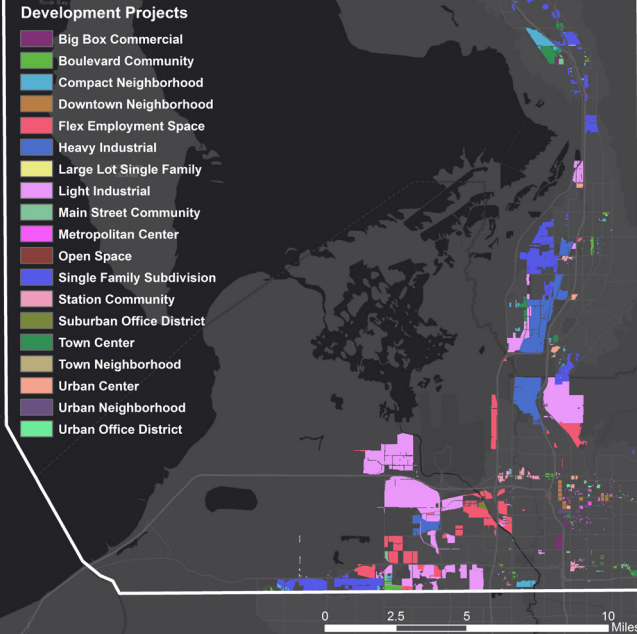 Development Projects
Big Box Commercial
Boulevard Community
Compact Neighborhood
Downtown Neighborhood
Flex Employment Space
Heavy Industrial
Large Lot Single Family
Light Industrial
Main Street Community
Metropolitan Center
Open Space
Single Family Subdivision
Station Community
Suburban Office District
Town Center
Town Neighborhood
Urban Center
Urban Neighborhood
Urban Office District
0 2.5 5 10
Miles